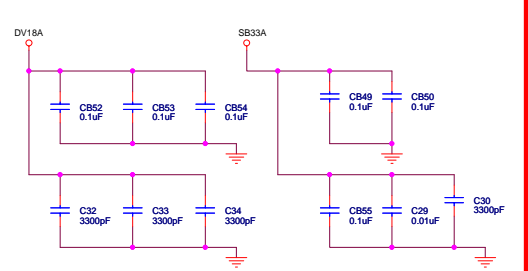 DV18A
SB33A
CB52
0.1uF
CB53
0.1uF
CB54
0.1uF
CB49
0.1uF
CB50
0.1uF
C32
3300pF
C33
3300pF
C34
3300pF
CB55
0.1uF
C29
0.01uF
C30
3300pF